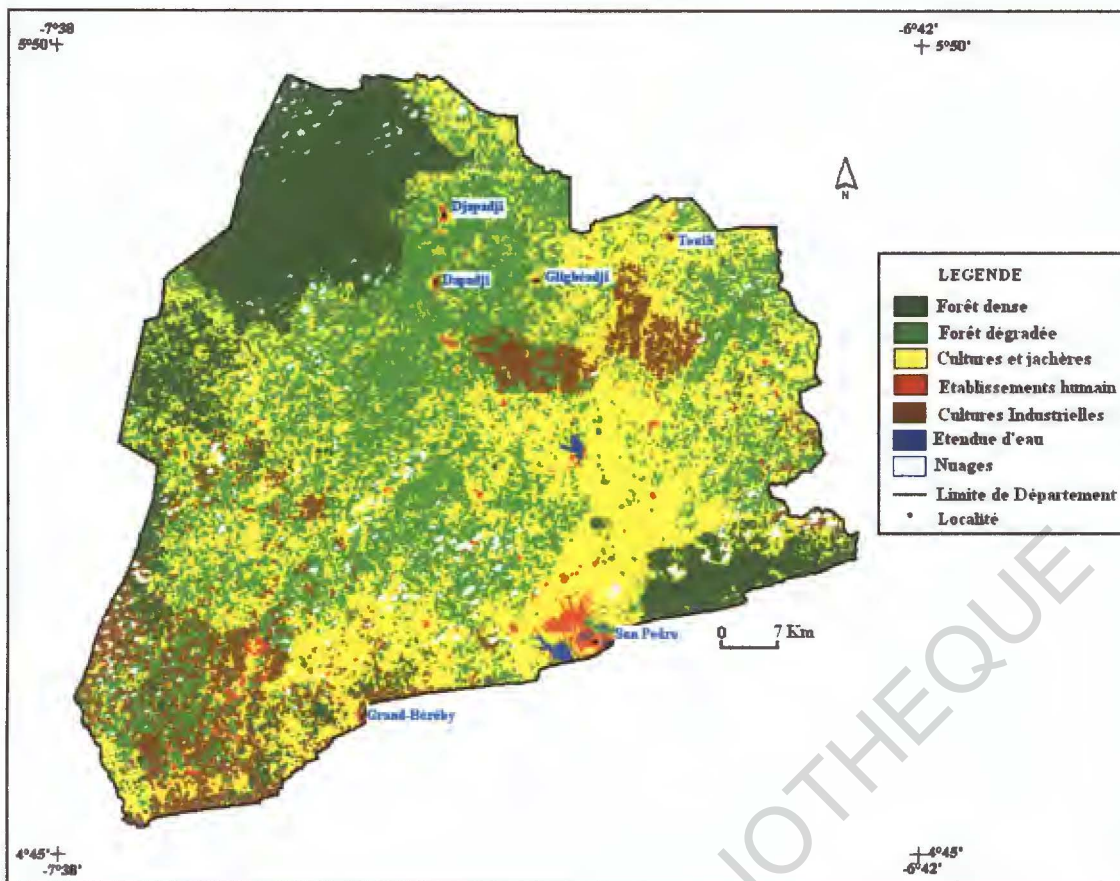 -7°38 -6°42'
5°50' 5°50'
N
Djapadji
Touih
Dapadji
Gligbéadji
LEGENDE
Forêt dense
Forêt dégradée
Cultures et jachères
Etablissements humain
Cultures Industrielles
Etendue d'eau
Nuages
Limite de Département
Localité
San Pedro
0 7 Km
Grand-Béréby
4°45' 4°45'
-7°38' -6°42'